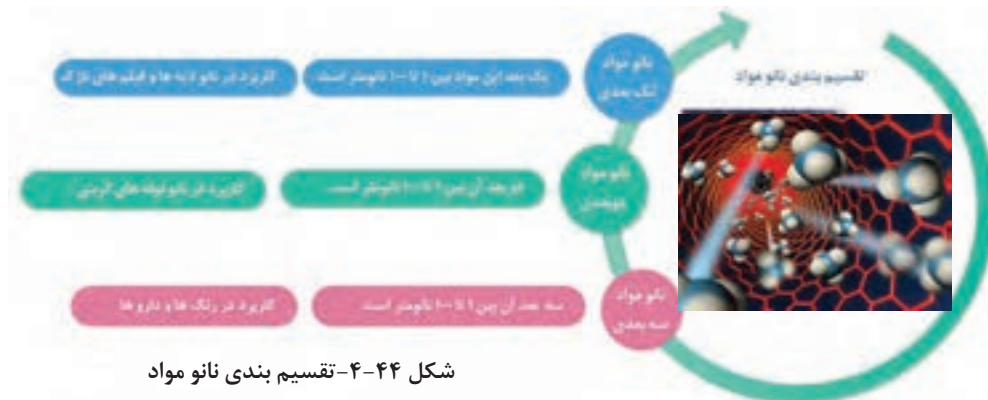 تقسیم بندی نانو مواد
نانو مواد
تک بعدی
یک بعد این مواد بین ۱ تا ۱۰۰ نانومتر است.
کاربرد در نانو لایه ها و فیلم های نازک
نانو مواد
دوبعدی
دو بعد آن بین ۱ تا ۱۰۰ نانومتر است.
کاربرد در نانو لوله های کربنی
نانو مواد
سه بعدی
سه بعد آن بین ۱ تا ۱۰۰ نانومتر است.
کاربرد در رنگ ها و دارو ها
شکل ۴۴-۴-تقسیم بندی نانو مواد